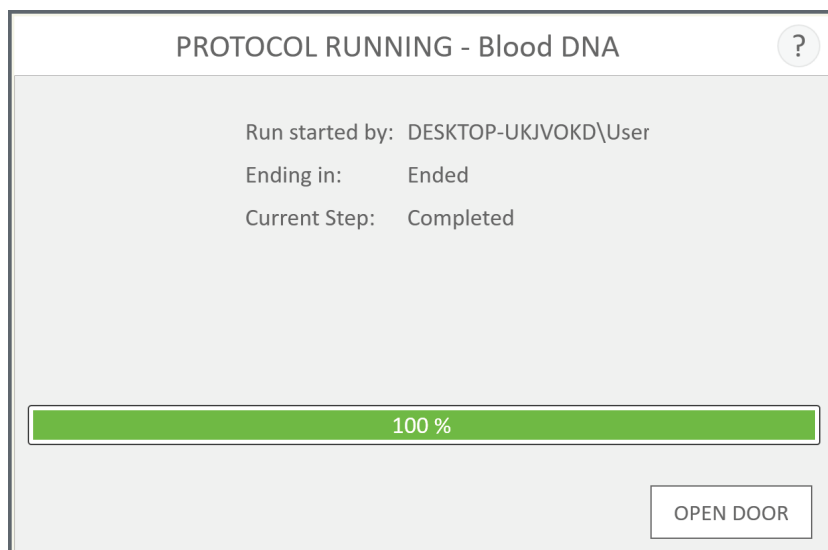 PROTOCOL RUNNING - Blood DNA
?
Run started by: DESKTOP-UKJVOKD\User
Ending in: Ended
Current Step: Completed
100 %
OPEN DOOR